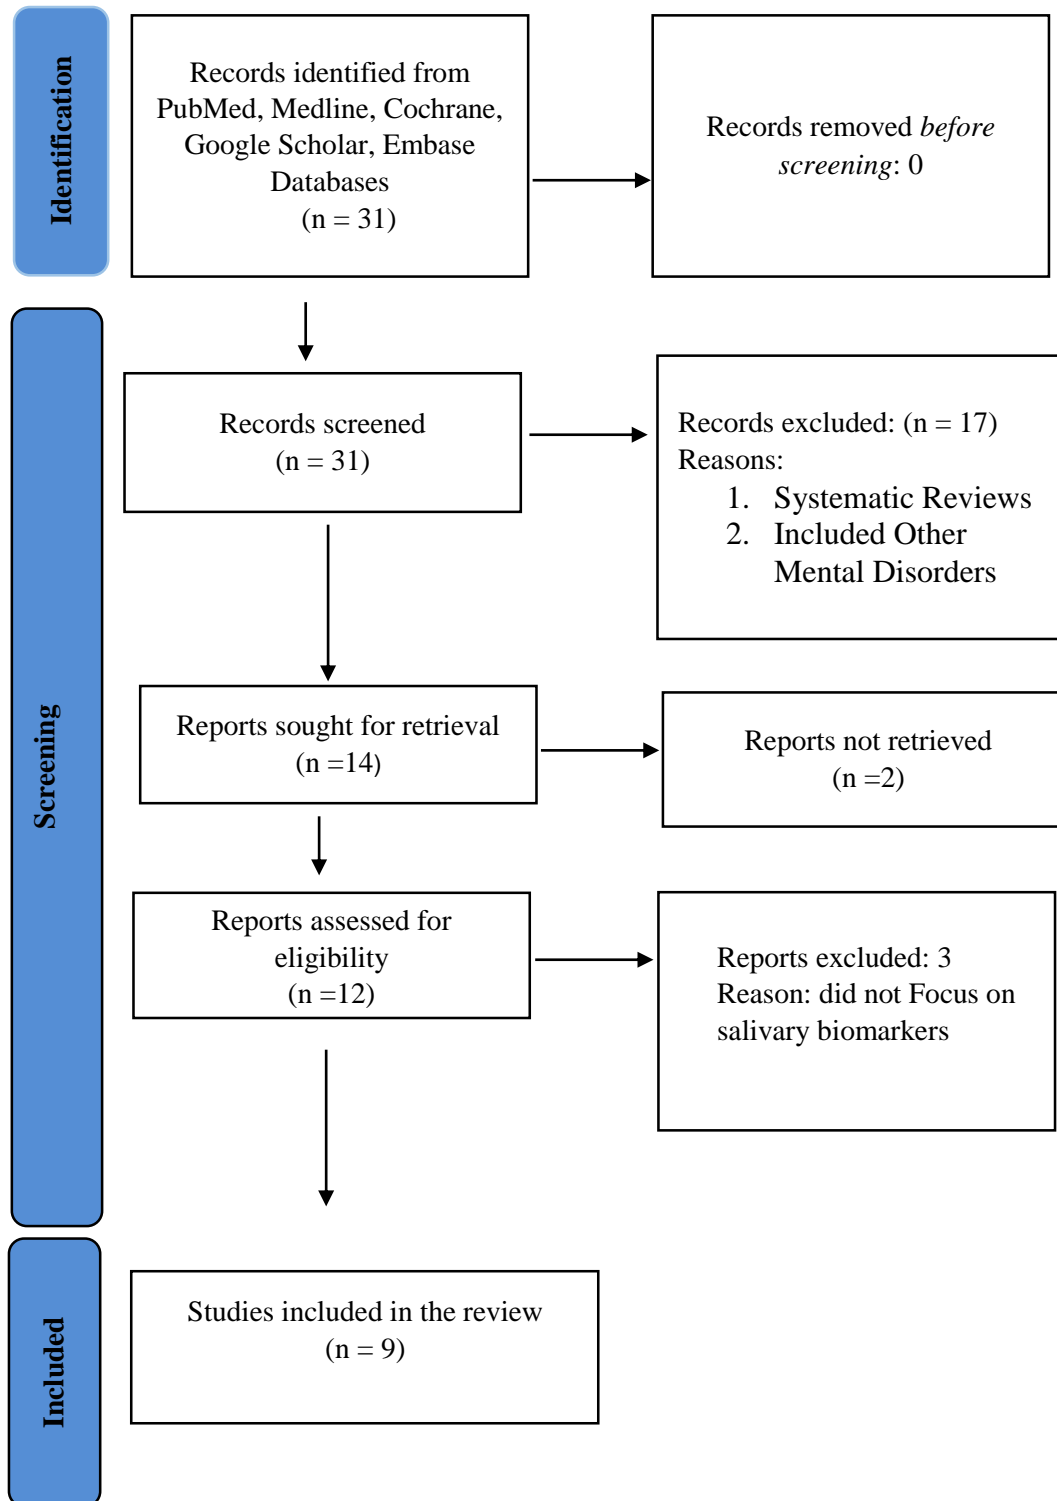 Identification
Records identified from
PubMed, Medline, Cochrane,
Google Scholar, Embase
Databases
(n = 31)
Records removed before
screening: 0
Screening
Records screened
(n = 31)
Records excluded: (n = 17)
Reasons:
1. Systematic Reviews
2. Included Other
Mental Disorders
Reports sought for retrieval
(n =14)
Reports not retrieved
(n =2)
Reports assessed for
eligibility
(n =12)
Reports excluded: 3
Reason: did not Focus on
salivary biomarkers
Included
Studies included in the review
(n = 9)